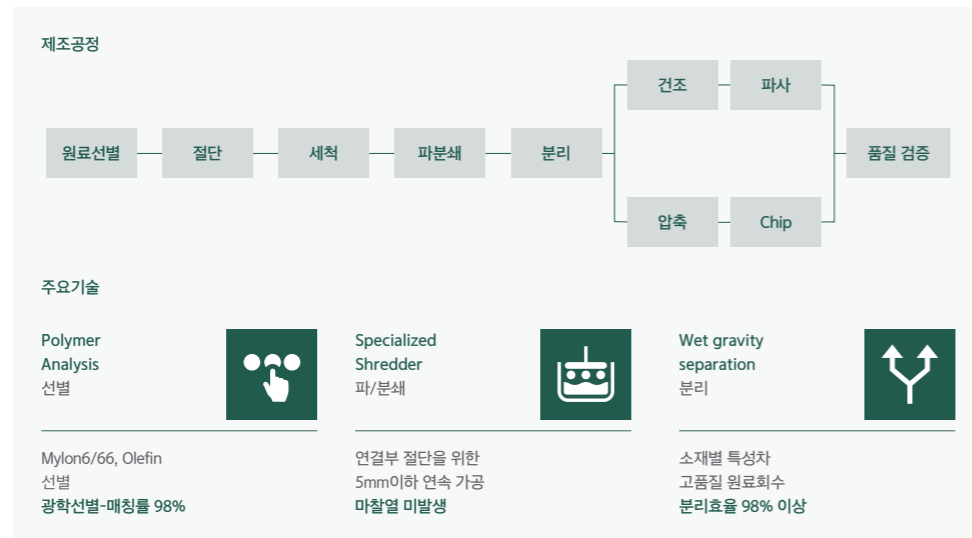 제조공정
원료선별
절단
세척
파분쇄
분리
건조
파사
압축
Chip
품질 검증
주요기술
Polymer
Analysis
선별
Mylon6/66, Olefin
선별
광학선별-매칭률 98%
Specialized
Shredder
파/분쇄
연결부 절단을 위한
5mm이하 연속 가공
마찰열 미발생
Wet gravity
separation
분리
소재별 특성차
고품질 원료회수
분리효율 98% 이상